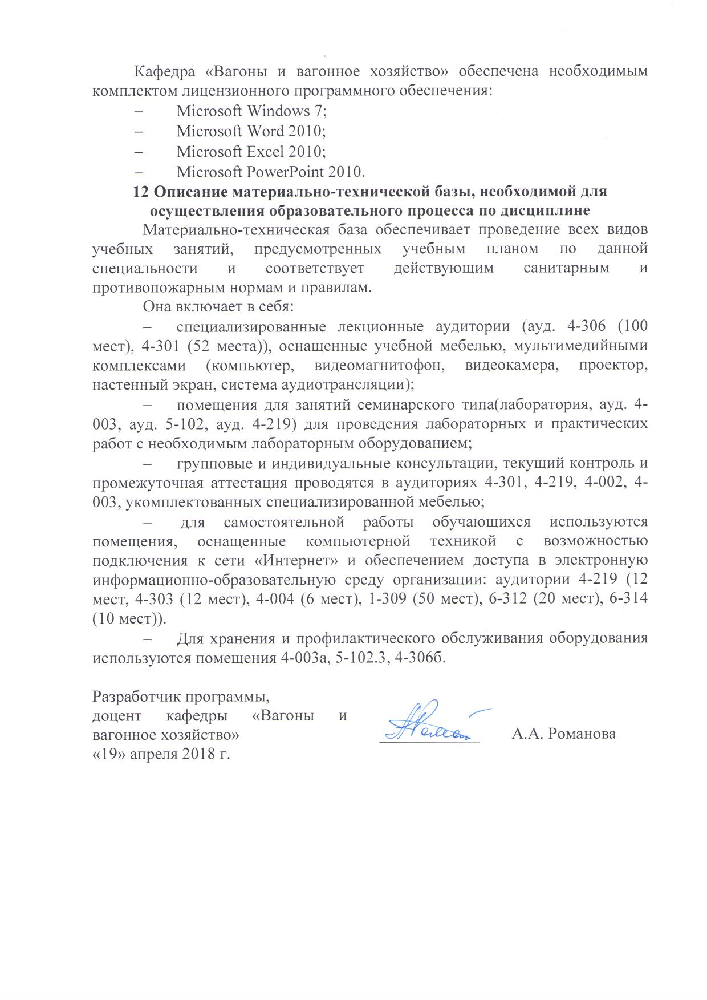 Кафедра «Вагоны и вагонное хозяйство» обеспечена необходимым
комплектом лицензионного программного обеспечения:
– Microsoft Windows 7;
– Microsoft Word 2010;
– Microsoft Excel 2010;
– Microsoft PowerPoint 2010.
12 Описание материально-технической базы, необходимой для
осуществления образовательного процесса по дисциплине
Материально-техническая база обеспечивает проведение всех видов
учебных занятий, предусмотренных учебным планом по данной
специальности и соответствует действующим санитарным и
противопожарным нормам и правилам.
Она включает в себя:
– специализированные лекционные аудитории (ауд. 4-306 (100
мест), 4-301 (52 места)), оснащенные учебной мебелью, мультимедийными
комплексами (компьютер, видеомагнитофон, видеокамера, проектор,
настенный экран, система аудиотрансляции);
– помещения для занятий семинарского типа(лаборатория, ауд. 4-
003, ауд. 5-102, ауд. 4-219) для проведения лабораторных и практических
работ с необходимым лабораторным оборудованием;
– групповые и индивидуальные консультации, текущий контроль и
промежуточная аттестация проводятся в аудиториях 4-301, 4-219, 4-002, 4-
003, укомплектованных специализированной мебелью;
– для самостоятельной работы обучающихся используются
помещения, оснащенные компьютерной техникой с возможностью
подключения к сети «Интернет» и обеспечением доступа в электронную
информационно-образовательную среду организации: аудитории 4-219 (12
мест, 4-303 (12 мест), 4-004 (6 мест), 1-309 (50 мест), 6-312 (20 мест), 6-314
(10 мест)).
– Для хранения и профилактического обслуживания оборудования
используются помещения 4-003а, 5-102.3, 4-306б.
Разработчик программы,
доцент кафедры «Вагоны и
вагонное хозяйство» А.А. Романова
«19» апреля 2018 г.